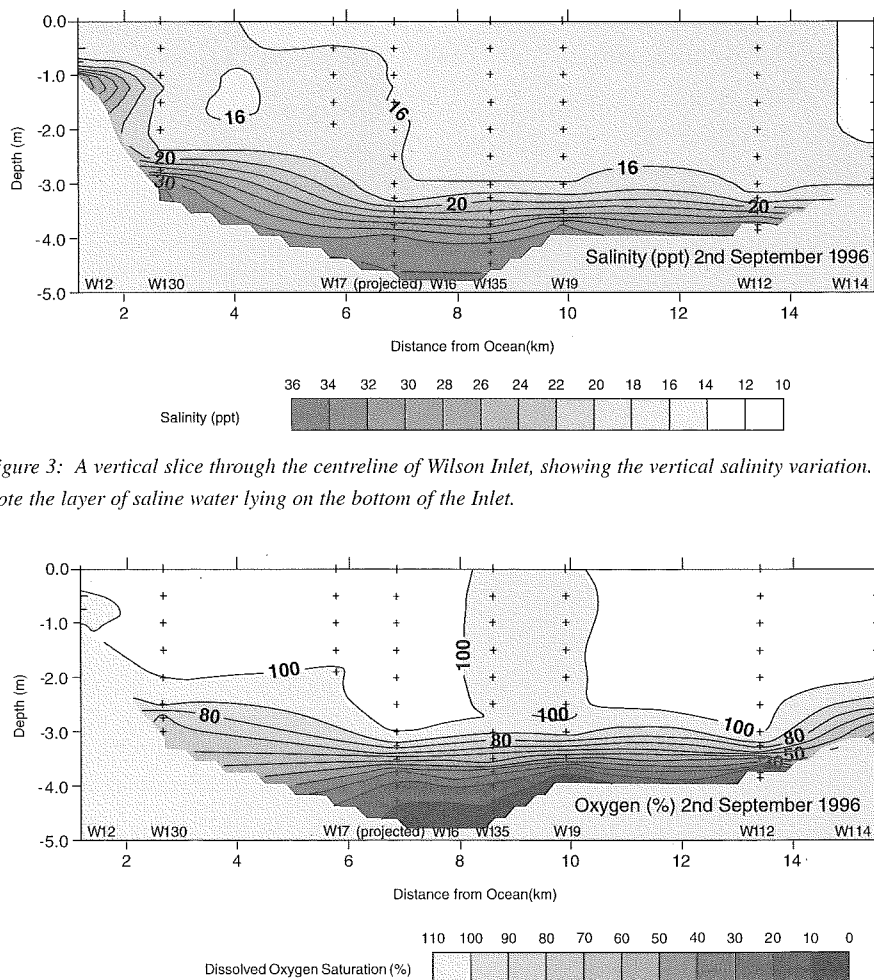 0.0
-1.0
-2.0
-3.0
-4.0
-5.0
Depth (m)
16
16
16
20
30
20
20
Salinity (ppt) 2nd September 1996
W12 W130 W17 (projected) W16 W135 W19 W112 W114
2 4 6 8 10 12 14
Distance from Ocean(km)
36 34 32 30 28 26 24 22 20 18 16 14 12 10
Salinity (ppt)
igure 3: A vertical slice through the centreline of Wilson Inlet, showing the vertical salinity variation.
ote the layer of saline water lying on the bottom of the Inlet.
0.0
-1.0
-2.0
-3.0
-4.0
-5.0
Depth (m)
100
100
100
100
80
80
80
50
Oxygen (%) 2nd September 1996
W12 W130 W17 (projected) W16 W135 W19 W112 W114
2 4 6 8 10 12 14
Distance from Ocean(km)
110 100 90 80 70 60 50 40 30 20 10 0
Dissolved Oxygen Saturation (%)